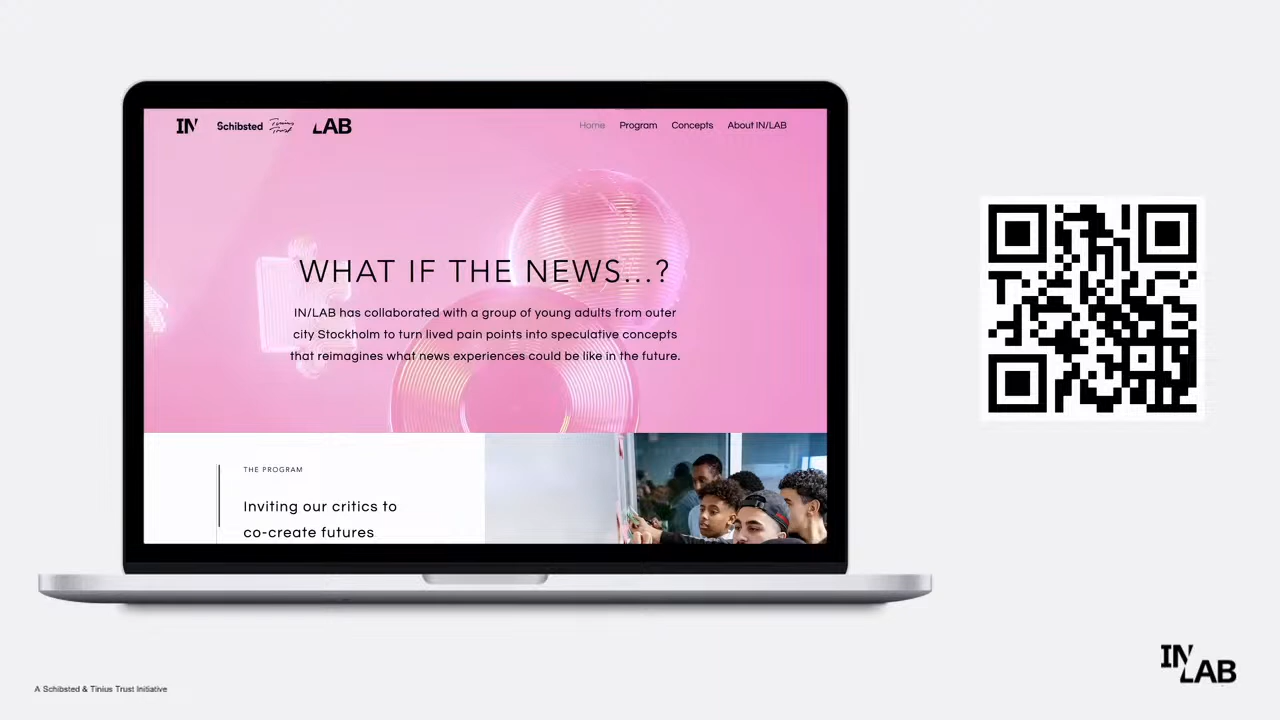 IN Schibsted Tinius Trust LAB
Home Program Concepts About IN/LAB
WHAT IF THE NEWS...?
IN/LAB has collaborated with a group of young adults from outer
city Stockholm to turn lived pain points into speculative concepts
that reimagines what news experiences could be like in the future.
THE PROGRAM
Inviting our critics to
co-create futures
A Schibsted & Tinius Trust Initiative
IN
LAB